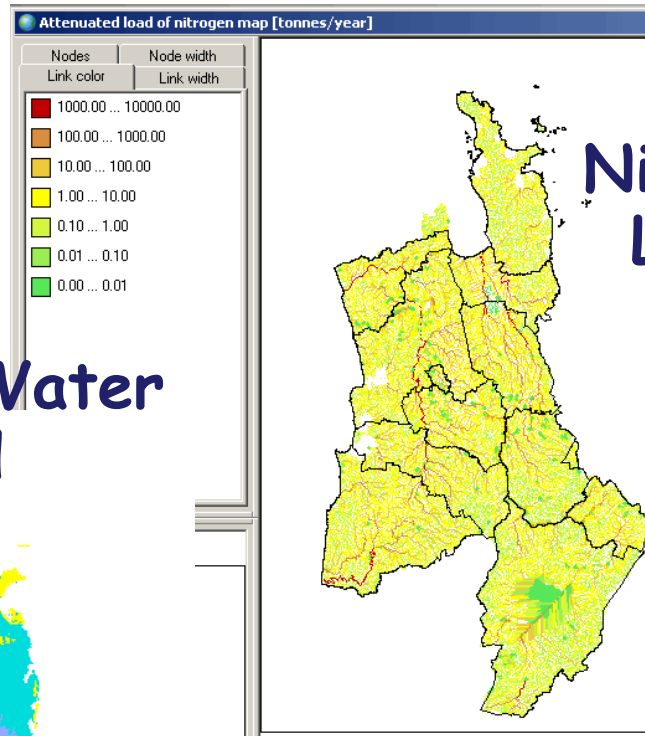 Attenuated load of nitrogen map [tonnes/year]
Nodes Node width
Link color Link width
1000.00 ... 10000.00
100.00 ... 1000.00
10.00 ... 100.00
1.00 ... 10.00
0.10 ... 1.00
0.01 ... 0.10
0.00 ... 0.01
Ni
L
Water